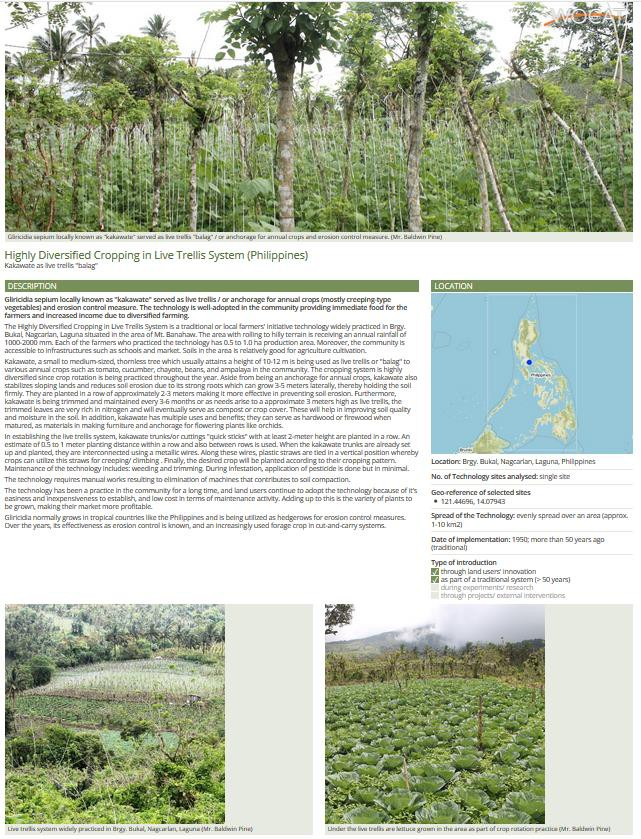 Gliricidia sepium locally known as "kakawate" served as live trellis "balag" / or anchorage for annual crops and erosion control measure. (Mr. Baldwin Pine)
Highly Diversified Cropping in Live Trellis System (Philippines)
Kakawate as live trellis "balag"
DESCRIPTION
Gliricidia sepium locally known as "kakawate" served as live trellis / or anchorage for annual crops (mostly creeping-type
vegetables) and erosion control measure. The technology is well-adopted in the community providing immediate food for the
farmers and increased income due to diversified farming.
The Highly Diversified Cropping in Live Trellis System is a traditional or local farmers' initiative technology widely practiced in Brgy.
Bukal, Nagcarlan, Laguna situated in the area of Mt. Banahaw. The area with rolling to hilly terrain is receiving an annual rainfall of
1000-2000 mm. Each of the farmers who practiced the technology has 0.5 to 1.0 ha production area. Moreover, the community is
accessible to infrastructures such as schools and market. Soils in the area is relatively good for agriculture cultivation.
Kakawate, a small to medium-sized, thornless tree which usually attains a height of 10-12 m is being used as live trellis or "balag" to
various annual crops such as tomato, cucumber, chayote, beans, and ampalaya in the community. The cropping system is highly
diversified since crop rotation is being practiced throughout the year. Aside from being an anchorage for annual crops, kakawate also
stabilizes sloping lands and reduces soil erosion due to its strong roots which can grow 3-5 meters laterally, thereby holding the soil
firmly. They are planted in a row of approximately 2-3 meters making it more effective in preventing soil erosion. Furthermore,
kakawate is being trimmed and maintained every 3-6 months or as needs arise to a approximate 3 meters high as live trellis, the
trimmed leaves are very rich in nitrogen and will eventually serve as compost or crop cover. These will help in improving soil quality
and moisture in the soil. In addition, kakawate has multiple uses and benefits; they can serve as hardwood or firewood when
matured, as materials in making furniture and anchorage for flowering plants like orchids.
In establishing the live trellis system, kakawate trunks/or cuttings "quick sticks" with at least 2-meter height are planted in a row. An
estimate of 0.5 to 1 meter planting distance within a row and also between rows is used. When the kakawate trunks are already set
up and planted, they are interconnected using a metallic wires. Along these wires, plastic straws are tied in a vertical position whereby
crops can utilize this straws for creeping/ climbing . Finally, the desired crop will be planted according to their cropping pattern.
Maintenance of the technology includes: weeding and trimming. During infestation, application of pesticide is done but in minimal.
The technology requires manual works resulting to elimination of machines that contributes to soil compaction.
The technology has been a practice in the community for a long time, and land users continue to adopt the technology because of it's
easiness and inexpensiveness to establish, and low cost in terms of maintenance activity. Adding up to this is the variety of plants to
be grown, making their market more profitable.
Gliricidia normally grows in tropical countries like the Philippines and is being utilized as hedgerows for erosion control measures.
Over the years, its effectiveness as erosion control is known, and an increasingly used forage crop in cut-and-carry systems.
LOCATION
Philippines
Brunei
Location: Brgy. Bukal, Nagcarlan, Laguna, Philippines
No. of Technology sites analysed: single site
Geo-reference of selected sites
• 121.44696, 14.07943
Spread of the Technology: evenly spread over an area (approx.
1-10 km2)
Date of implementation: 1950; more than 50 years ago
(traditional)
Type of introduction
through land users' innovation
as part of a traditional system (> 50 years)
during experiments/ research
through projects/ external interventions
Live trellis system widely practiced in Brgy. Bukal, Nagcarlan, Laguna (Mr. Baldwin Pine)
Under the live trellis are lettuce grown in the area as part of crop rotation practice (Mr. Baldwin Pine)